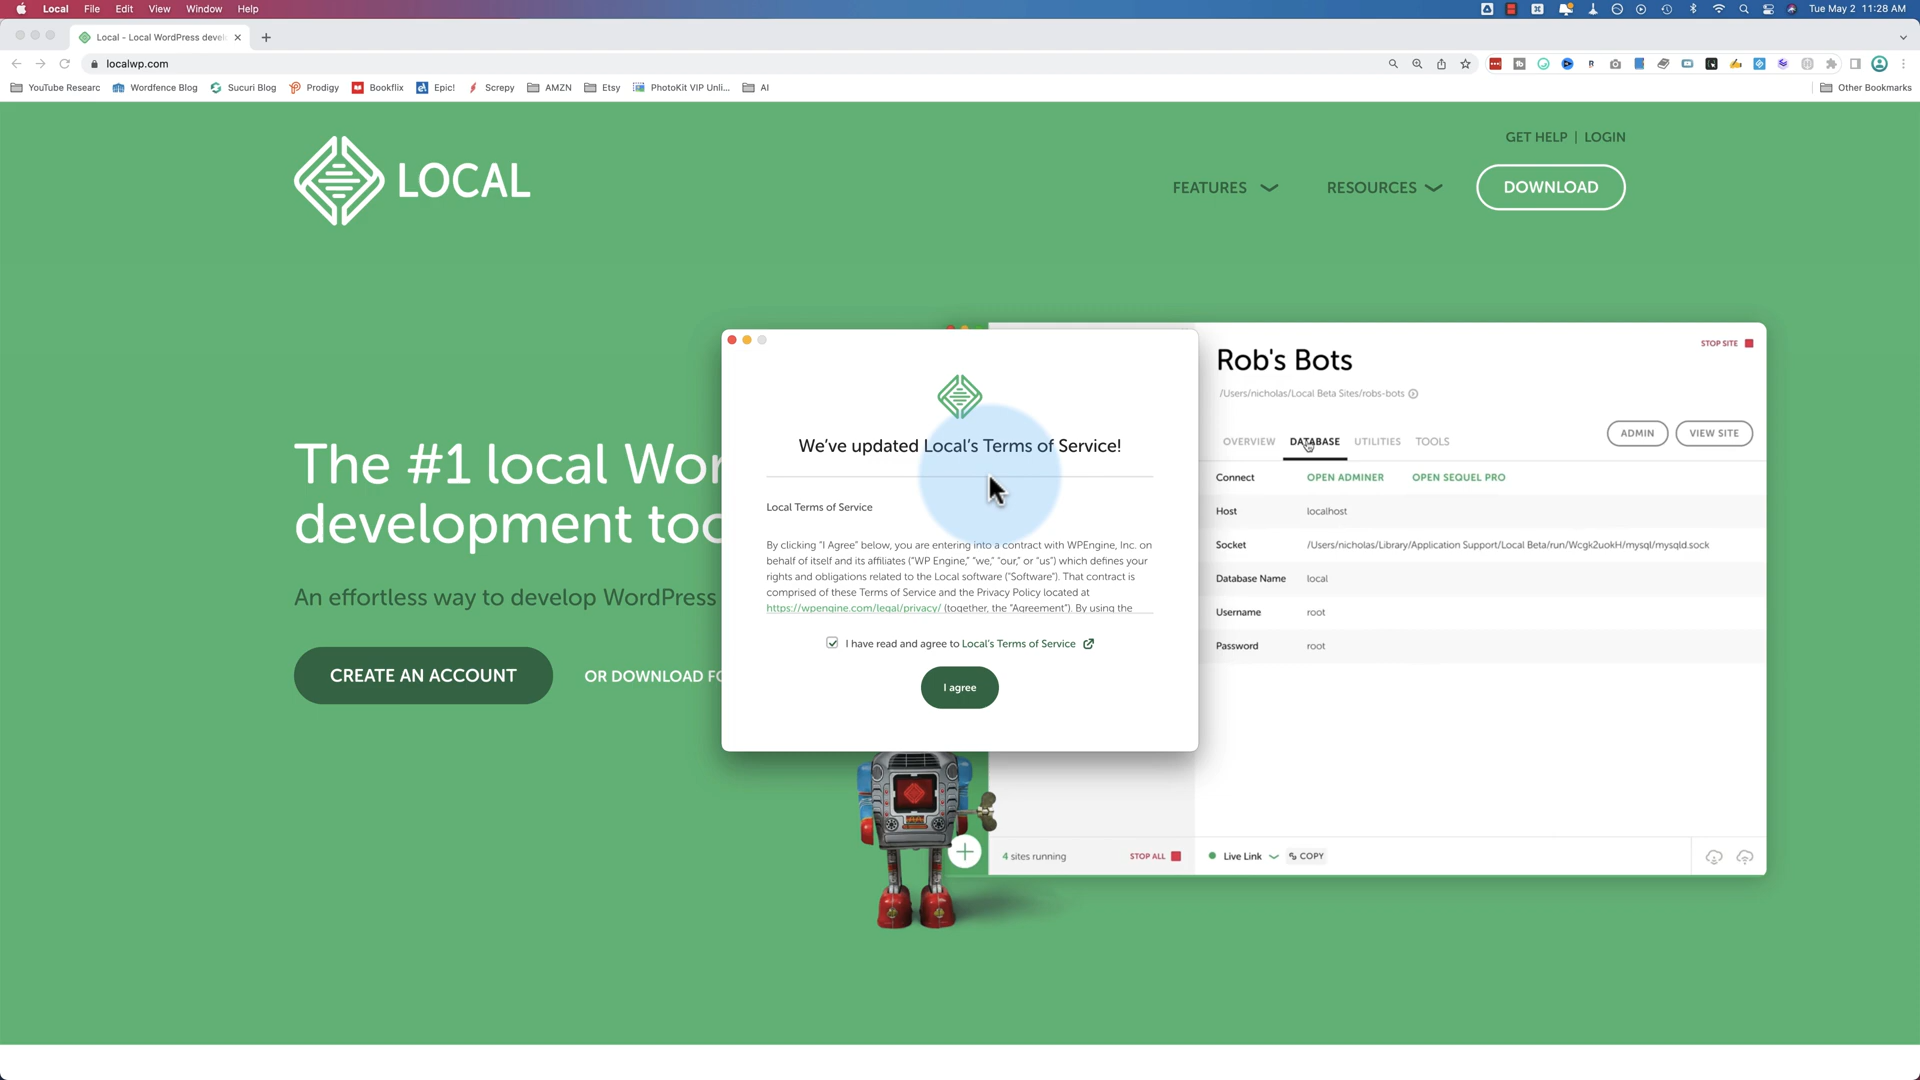 Local File Edit View Window Help
Tue May 2 11:28 AM
Local - Local WordPress devel
localwp.com
YouTube Researc Wordfence Blog Sucuri Blog Prodigy Bookflix Epic! Screpy AMZN Etsy PhotoKit VIP Unli... AI Other Bookmarks
GET HELP | LOGIN
LOCAL
FEATURES RESOURCES DOWNLOAD
The #1 local Wor
development too
An effortless way to develop WordPress
CREATE AN ACCOUNT OR DOWNLOAD FO
We've updated Local's Terms of Service!
Local Terms of Service
By clicking "I Agree" below, you are entering into a contract with WPEngine, Inc. on
behalf of itself and its affiliates ("WP Engine," "we," "our," or "us") which defines your
rights and obligations related to the Local software ("Software"). That contract is
comprised of these Terms of Service and the Privacy Policy located at
https://wpengine.com/legal/privacy/ (together, the "Agreement"). By using the
I have read and agree to Local's Terms of Service
I agree
Rob's Bots
STOP SITE
/Users/nicholas/Local Beta Sites/robs-bots
OVERVIEW DATABASE UTILITIES TOOLS
ADMIN VIEW SITE
Connect OPEN ADMINER OPEN SEQUEL PRO
Host localhost
Socket /Users/nicholas/Library/Application Support/Local Beta/run/Wcgk2uokH/mysql/mysqld.sock
Database Name local
Username root
Password root
4 sites running STOP ALL
Live Link COPY